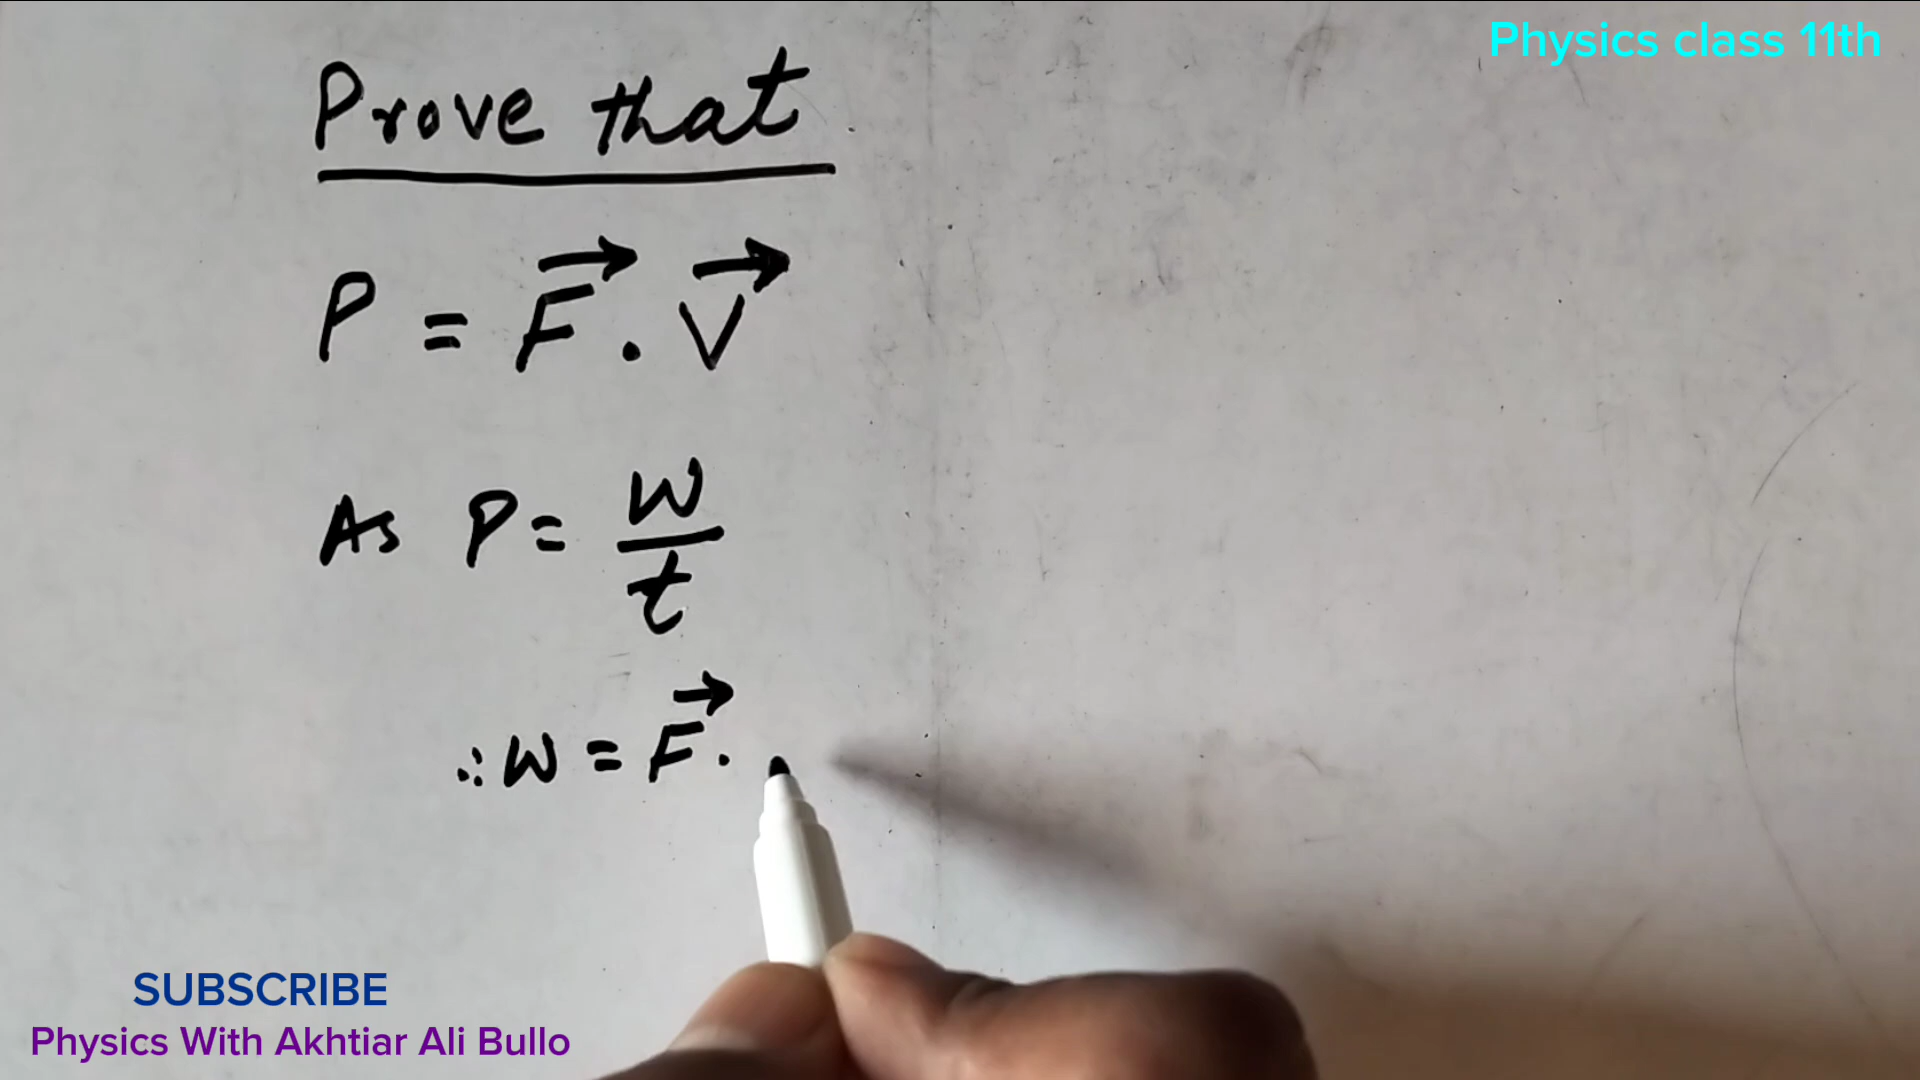 Physics class 11th
Prove that
P = F⃗ . V⃗
As P = W/t
∴ W = F⃗ .
SUBSCRIBE
Physics With Akhtiar Ali Bullo